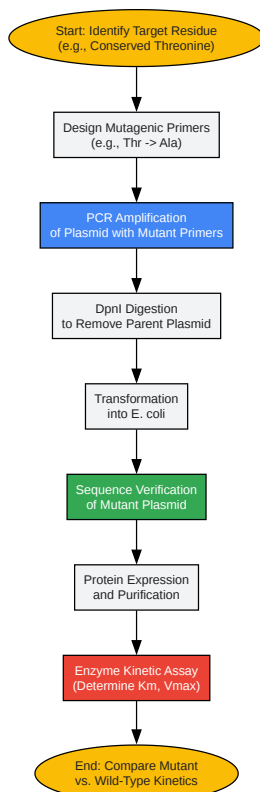 Start: Identify Target Residue
(e.g., Conserved Threonine)
Design Mutagenic Primers
(e.g., Thr -> Ala)
PCR Amplification
of Plasmid with Mutant Primers
DpnI Digestion
to Remove Parent Plasmid
Transformation
into E. coli
Sequence Verification
of Mutant Plasmid
Protein Expression
and Purification
Enzyme Kinetic Assay
(Determine Km, Vmax)
End: Compare Mutant
vs. Wild-Type Kinetics